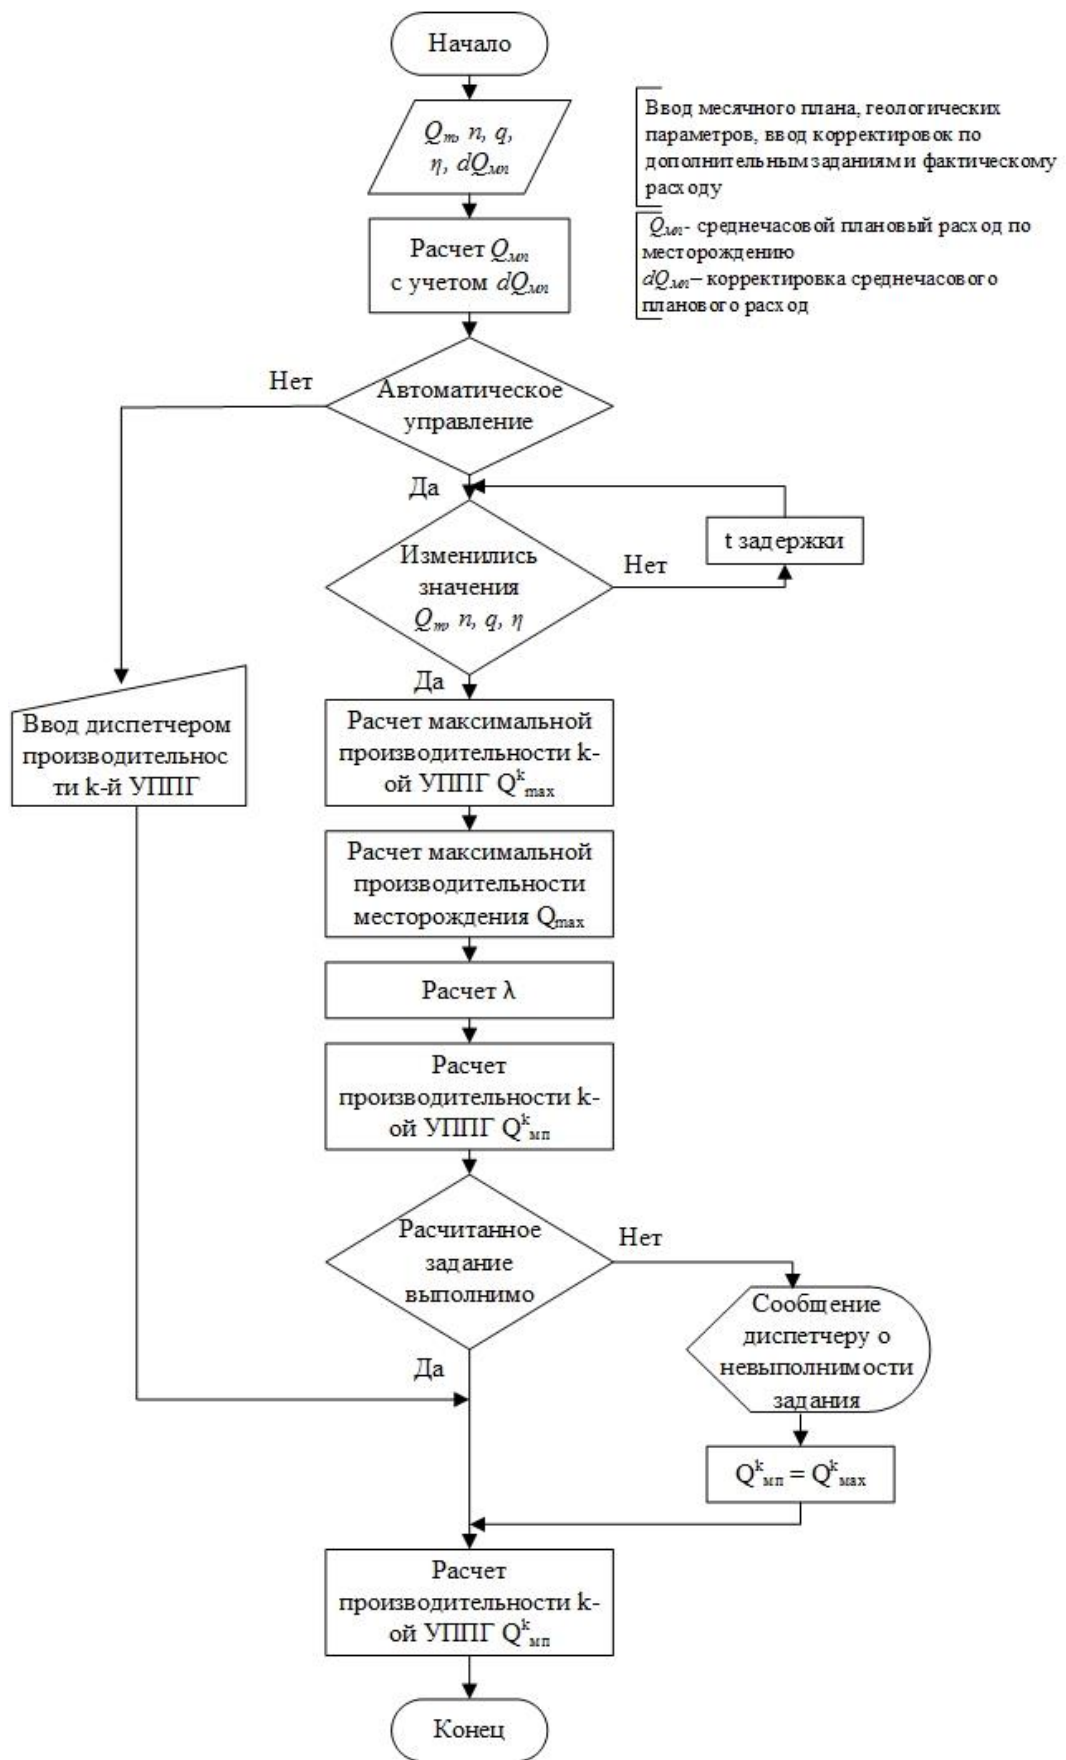 Начало
Qт, n, q,
η, dQмп
Ввод месячного плана, геологических
параметров, ввод корректировок по
дополнительным заданиям и фактическому
расходу
Расчет Qмп
с учетом dQмп
Qмп- среднечасовой плановый расход по
месторождению
dQмп– корректировка среднечасового
планового расход
Нет
Автоматическое
управление
Да
t задержки
Изменились
значения
Qт, n, q, η
Нет
Да
Ввод диспетчером
производительнос
ти k-й УППГ
Расчет максимальной
производительности k-
ой УППГ Qᵏmax
Расчет максимальной
производительности
месторождения Qmax
Расчет λ
Расчет
производительности k-
ой УППГ Qᵏмп
Расчитанное
задание
выполнимо
Нет
Да
Сообщение
диспетчеру о
невыполнимости
задания
Qᵏмп = Qᵏмах
Расчет
производительности k-
ой УППГ Qᵏмп
Конец